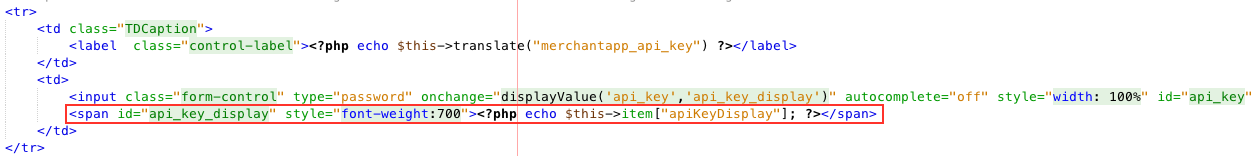 <tr>
<td class="TDCaption">
<label  class="control-label"><?php echo $this->translate("merchantapp_api_key") ?></label>
</td>
<td>
<input class="form-control" type="password" onchange="displayValue('api_key','api_key_display')" autocomplete="off" style="width: 100%" id="api_key"
<span id="api_key_display" style="font-weight:700"><?php echo $this->item["apiKeyDisplay"]; ?></span>
</td>
</tr>